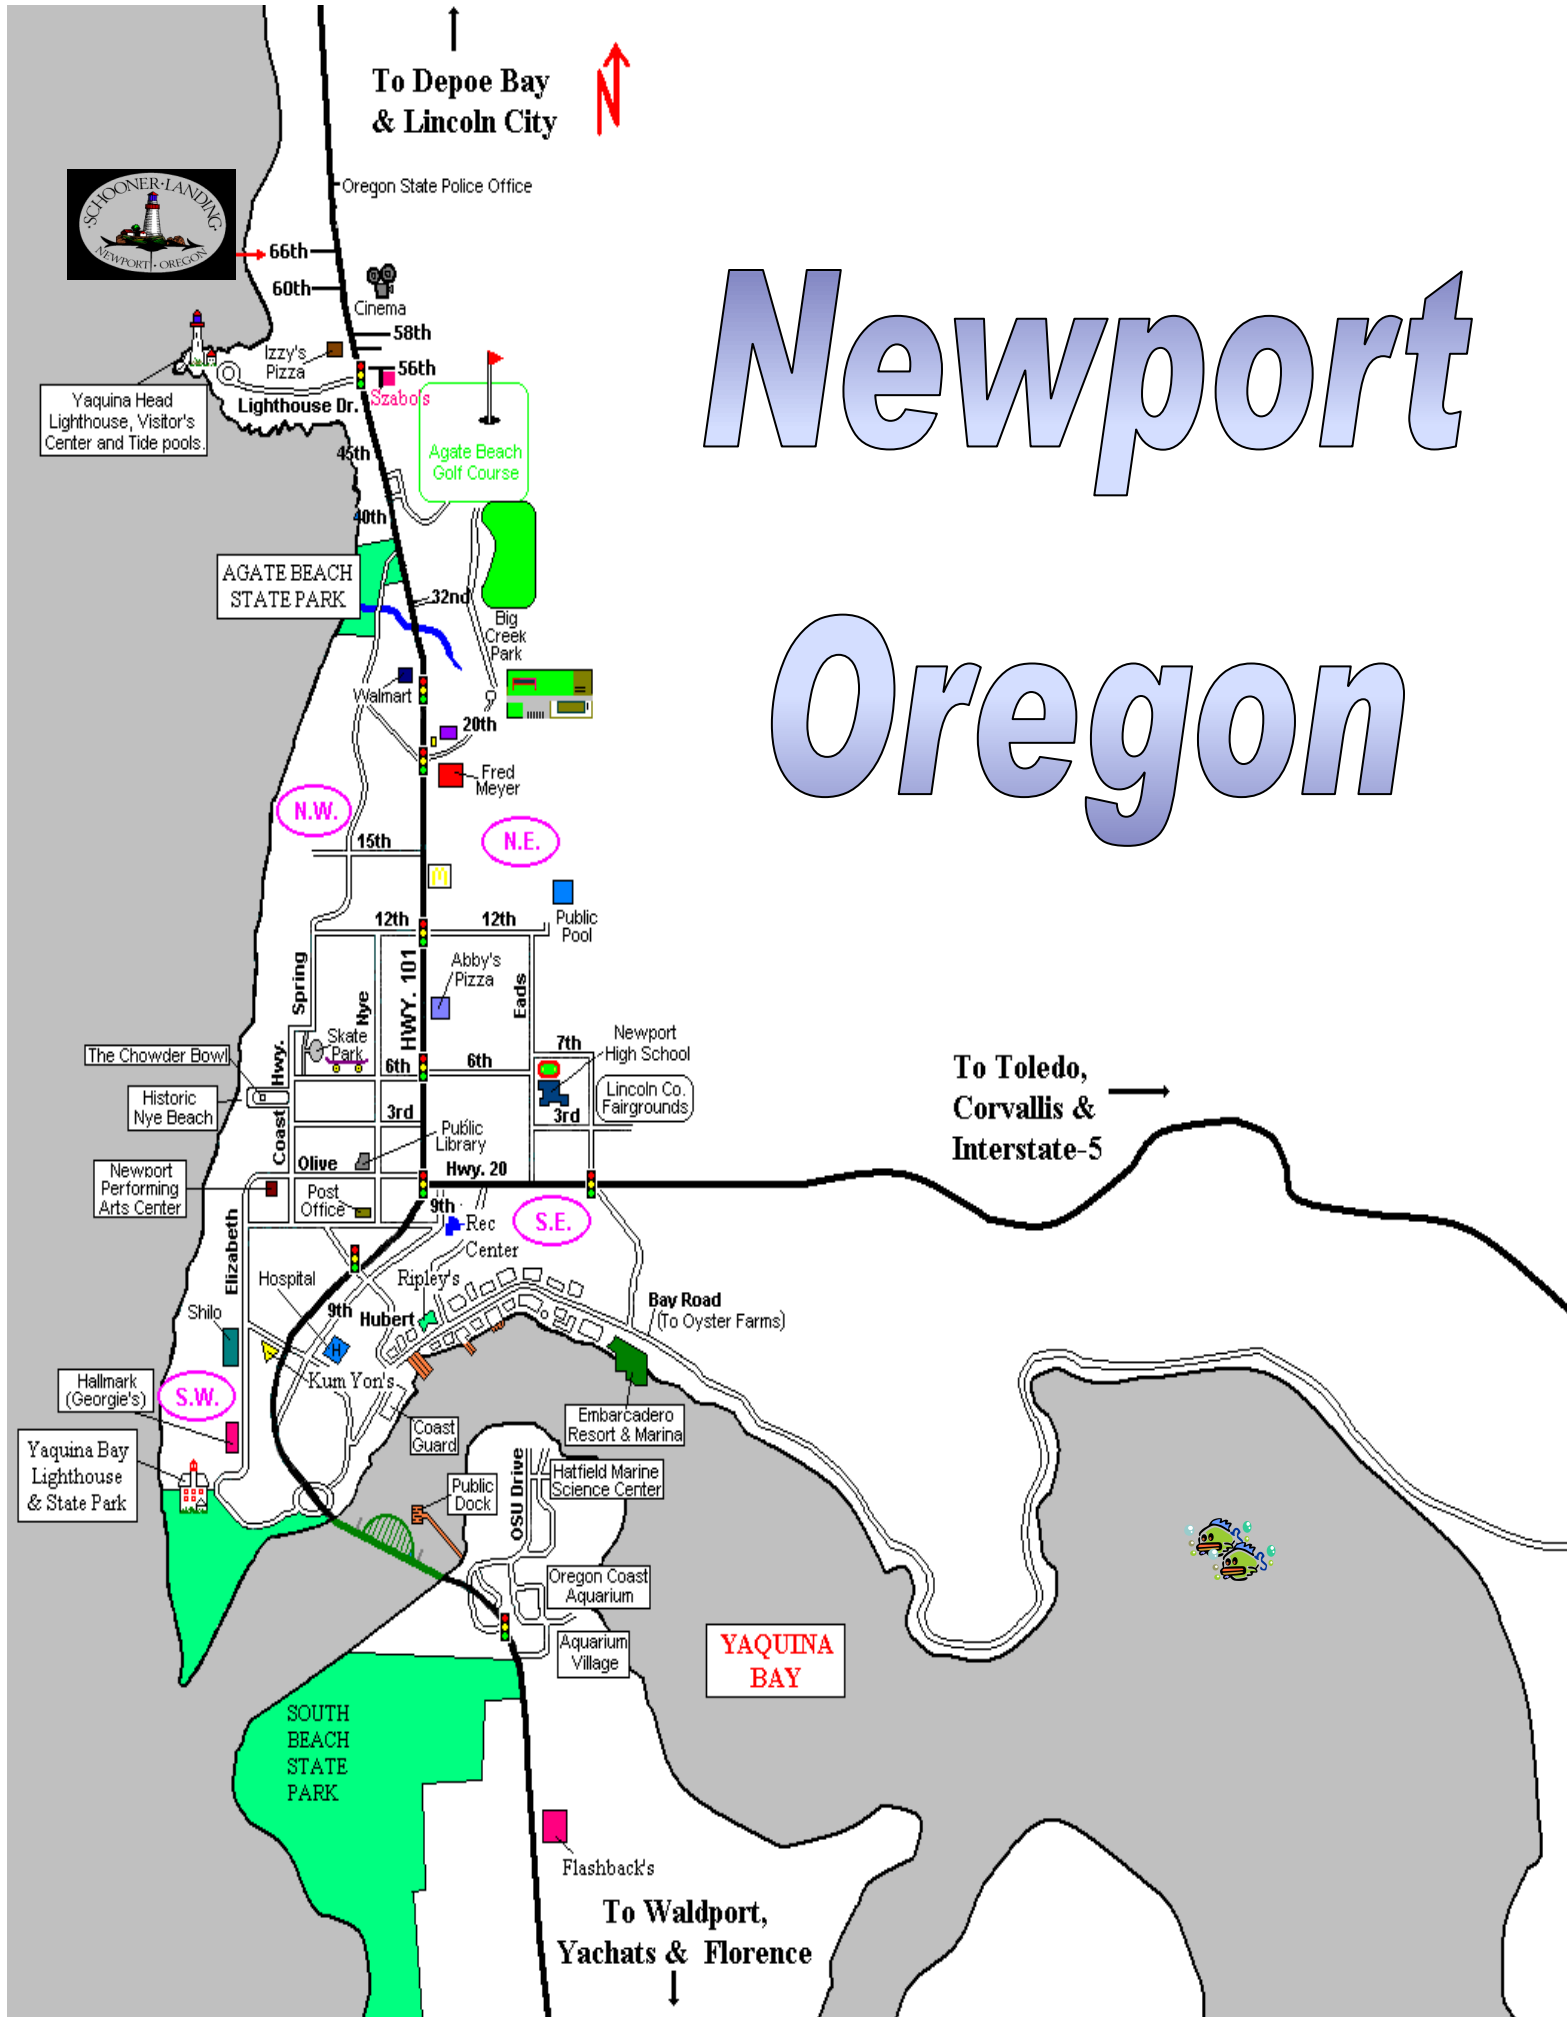 To Depoe Bay
& Lincoln City
N
Oregon State Police Office
SCHOONER·LANDING
NEWPORT·OREGON
66th
60th
Cinema
58th
Izzy's
Pizza
56th
Szabo's
Yaquina Head
Lighthouse, Visitor's
Center and Tide pools.
Lighthouse Dr.
Newport
Oregon
45th
Agate Beach
Golf Course
40th
AGATE BEACH
STATE PARK
32nd
Big
Creek
Park
Walmart
20th
Fred
Meyer
N.W.
N.E.
15th
Public
Pool
12th
12th
Abby's
Pizza
Spring
Nye
HWY. 101
Eads
Skate
Park
Newport
High School
7th
The Chowder Bowl
Hwy.
6th
6th
Historic
Nye Beach
Lincoln Co.
Fairgrounds
3rd
3rd
To Toledo,
Corvallis &
Interstate-5
Coast
Public
Library
Olive
Hwy. 20
Newport
Performing
Arts Center
Post
Office
9th
Rec
Center
S.E.
Elizabeth
Hospital
Ripley's
9th
Hubert
Bay Road
(To Oyster Farms)
Shilo
Kum Yon's
Hallmark
(Georgie's)
S.W.
Coast
Guard
Embarcadero
Resort & Marina
Yaquina Bay
Lighthouse
& State Park
Public
Dock
OSU Drive
Hatfield Marine
Science Center
Oregon Coast
Aquarium
Aquarium
Village
YAQUINA
BAY
SOUTH
BEACH
STATE
PARK
Flashback's
To Waldport,
Yachats & Florence
H